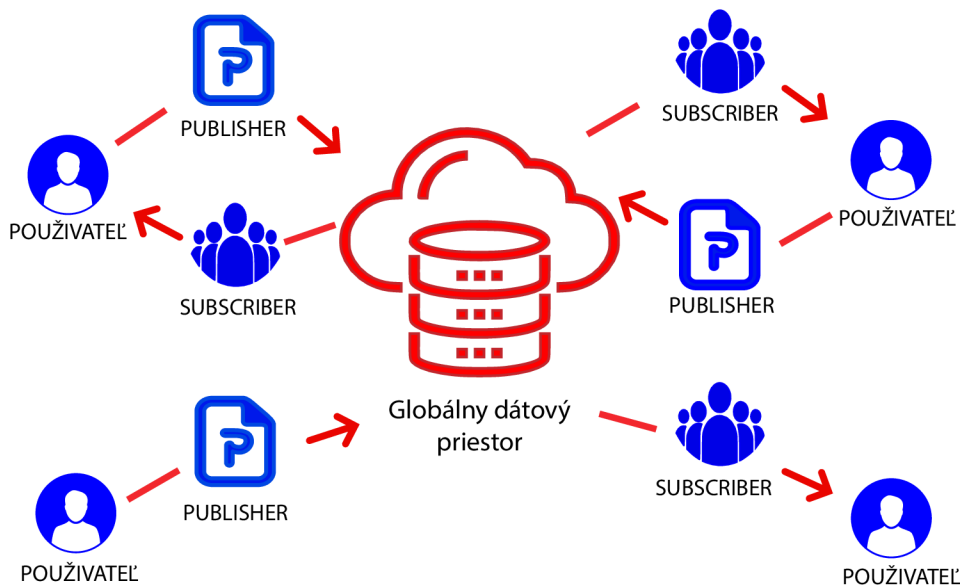 SUBSCRIBER
PUBLISHER
POUŽIVATEĽ
POUŽIVATEĽ
SUBSCRIBER
PUBLISHER
Globálny dátový
priestor
SUBSCRIBER
PUBLISHER
POUŽIVATEĽ
POUŽIVATEĽ